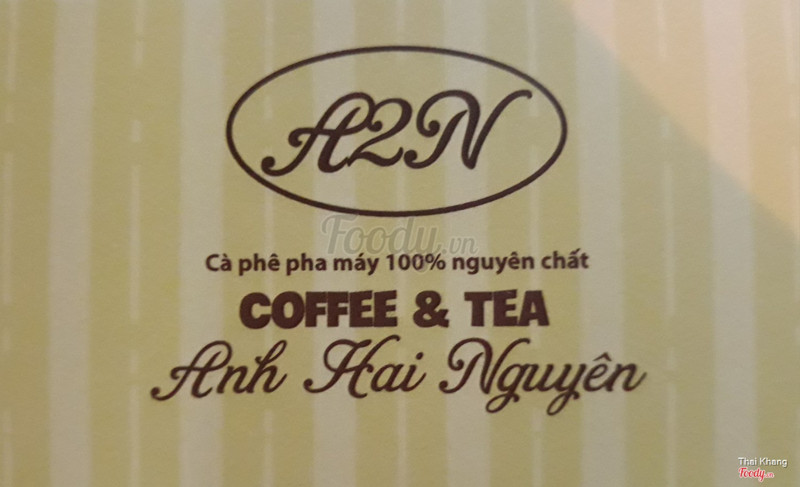 A2N
Foody.vn
Cà phê pha máy 100% nguyên chất
COFFEE & TEA
Anh Hai Nguyên
Thai Khang
Foody.vn